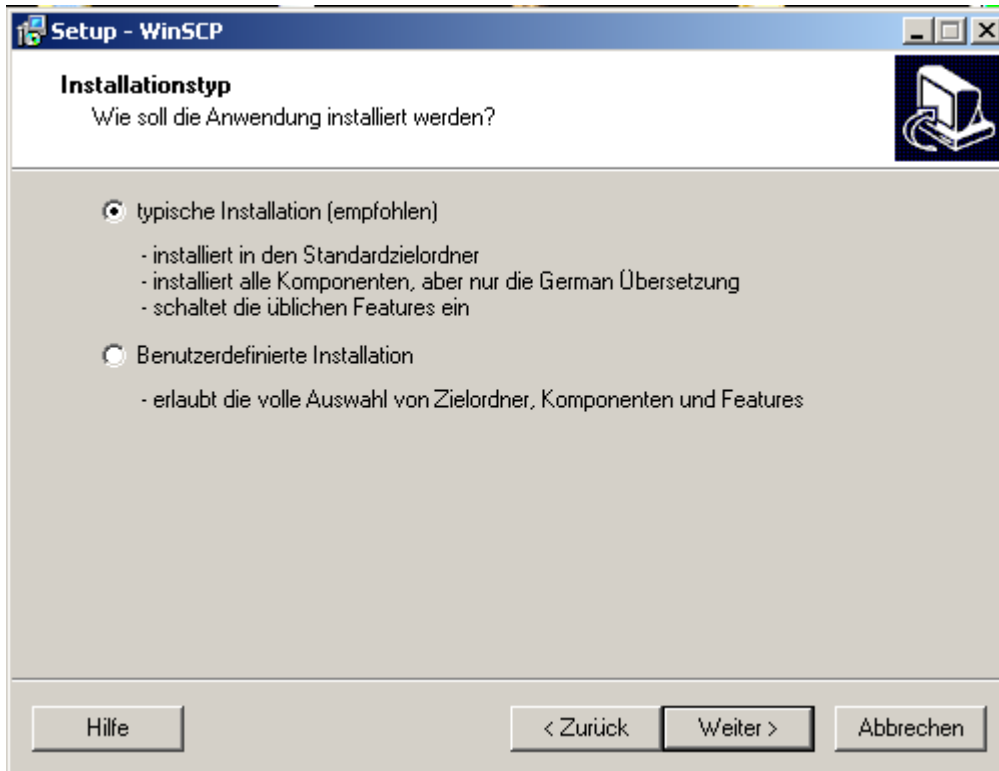 Setup - WinSCP
Installationstyp
Wie soll die Anwendung installiert werden?
typische Installation (empfohlen)
- installiert in den Standardzielordner
- installiert alle Komponenten, aber nur die German Übersetzung
- schaltet die üblichen Features ein
Benutzerdefinierte Installation
- erlaubt die volle Auswahl von Zielordner, Komponenten und Features
Hilfe
< Zurück
Weiter >
Abbrechen